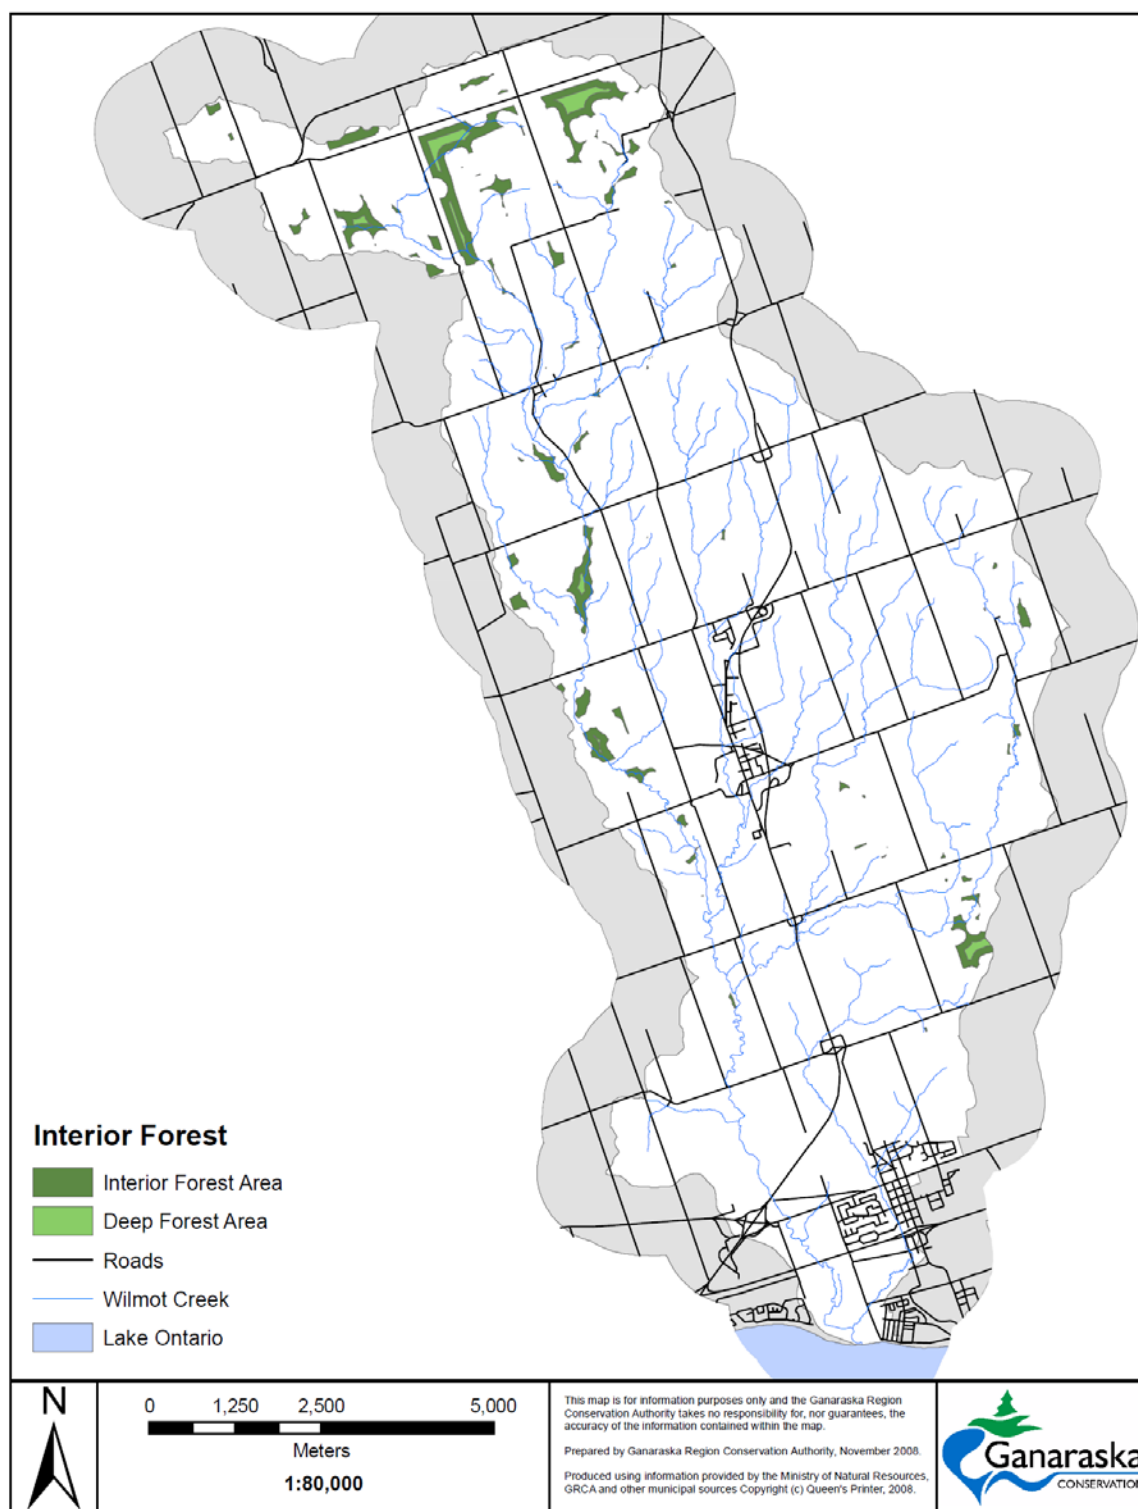 Interior Forest
Interior Forest Area
Deep Forest Area
Roads
Wilmot Creek
Lake Ontario
N
0 1,250 2,500 5,000
Meters
1:80,000
This map is for information purposes only and the Ganaraska Region
Conservation Authority takes no responsibility for, nor guarantees, the
accuracy of the information contained within the map.
Prepared by Ganaraska Region Conservation Authority, November 2008.
Produced using information provided by the Ministry of Natural Resources,
GRCA and other municipal sources Copyright (c) Queen's Printer, 2008.
Ganaraska
CONSERVATION